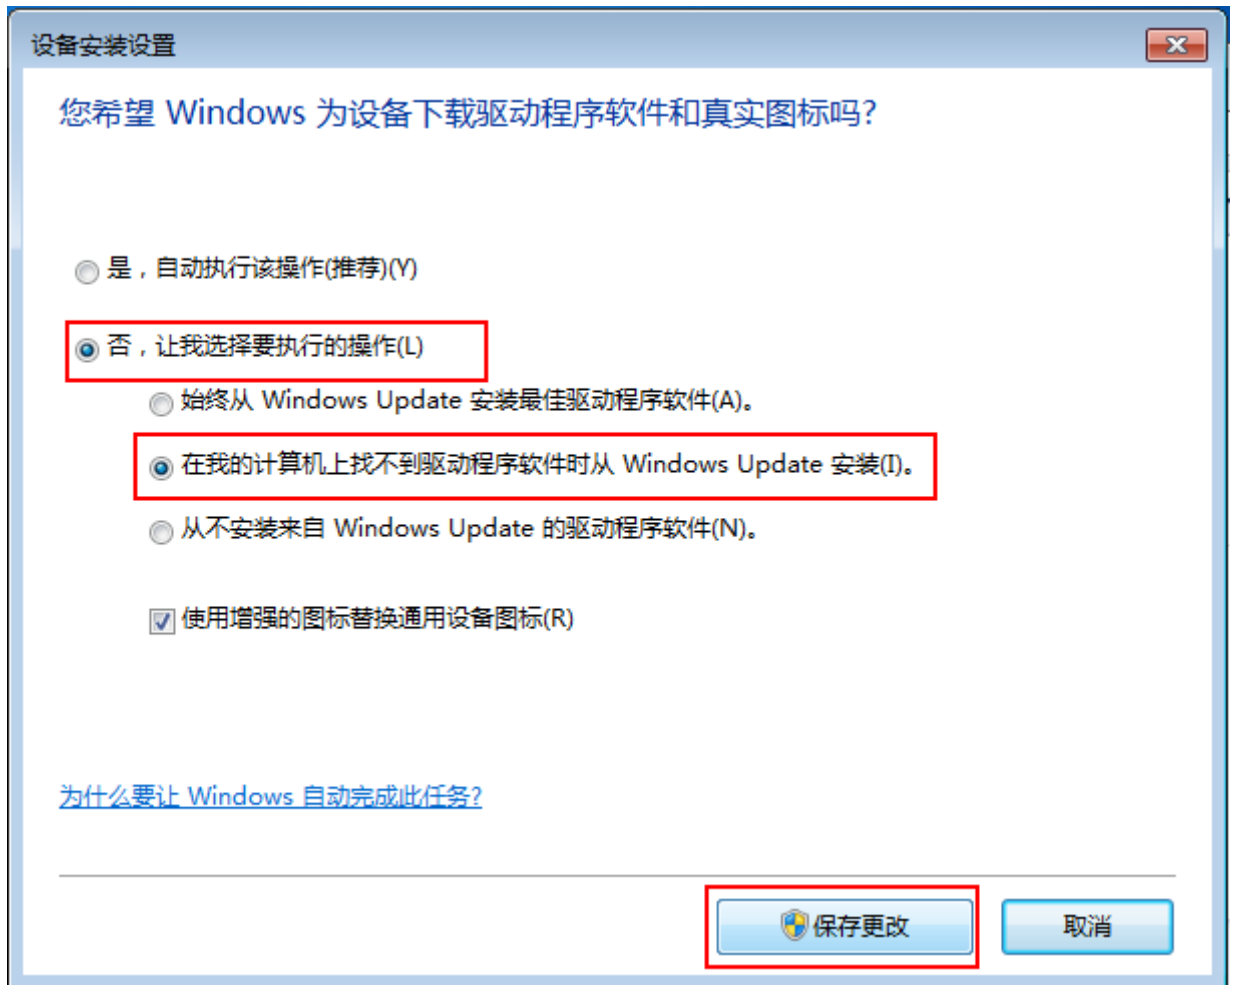 设备安装设置
您希望 Windows 为设备下载驱动程序软件和真实图标吗?
是，自动执行该操作(推荐)(Y)
否，让我选择要执行的操作(L)
始终从 Windows Update 安装最佳驱动程序软件(A)。
在我的计算机上找不到驱动程序软件时从 Windows Update 安装(I)。
从不安装来自 Windows Update 的驱动程序软件(N)。
使用增强的图标替换通用设备图标(R)
为什么要让 Windows 自动完成此任务?
保存更改
取消